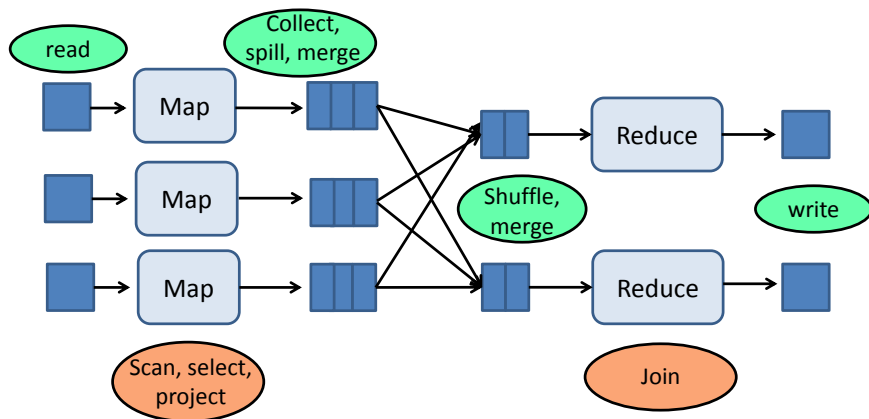 read
Collect,
spill, merge
Map
Reduce
Map
Shuffle,
merge
write
Map
Reduce
Scan, select,
project
Join